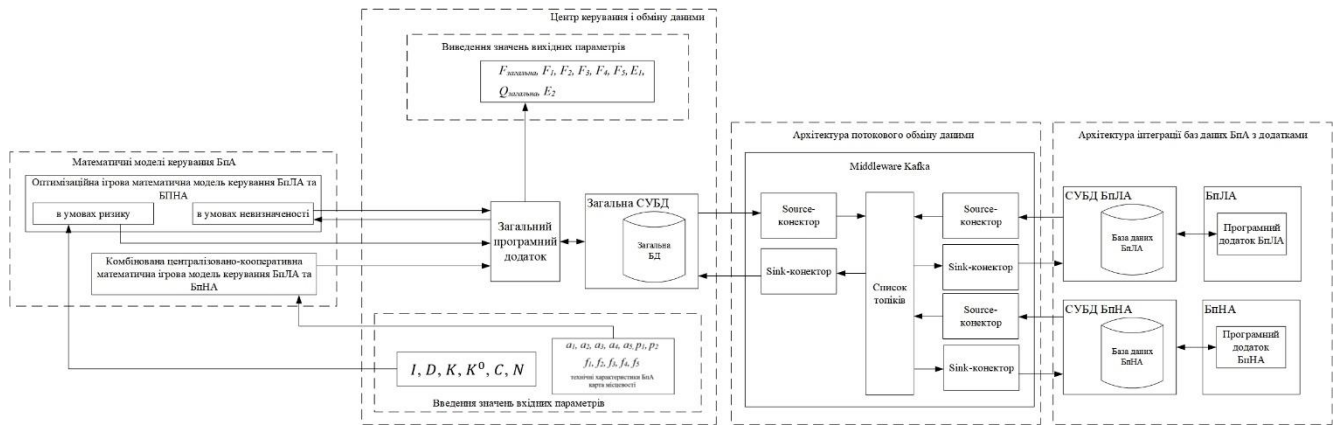 Центр керування і обміну даними
Виведення значень вихідних параметрів
Fзагальна, F1, F2, F3, F4, F5, E1,
Qзагальна, E2
Математичні моделі керування БпА
Оптимізаційна ігрова математична модель керування БпЛА та
БПНА
в умовах ризику
в умовах невизначеності
Комбінована централізовано-кооперативна
математична ігрова модель керування БпЛА та
БпНА
Загальний
програмний
додаток
Загальна СУБД
Загальна
БД
I, D, K, K⁰, C, N
a1, a2, a3, a4, a5, p1, p2
f1, f2, f3, f4, f5
технічні характеристики БпА
карта місцевості
Введення значень вхідних параметрів
Архітектура потокового обміну даними
Middleware Kafka
Source-
конектор
Sink-конектор
Список
топіків
Source-
конектор
Sink-конектор
Source-
конектор
Sink-конектор
Архітектура інтеграції баз даних БпА з додатками
СУБД БпЛА
База даних
БпЛА
БпЛА
Програмний
додаток БпЛА
СУБД БпНА
База даних
БпНА
БпНА
Програмний
додаток
БпНА